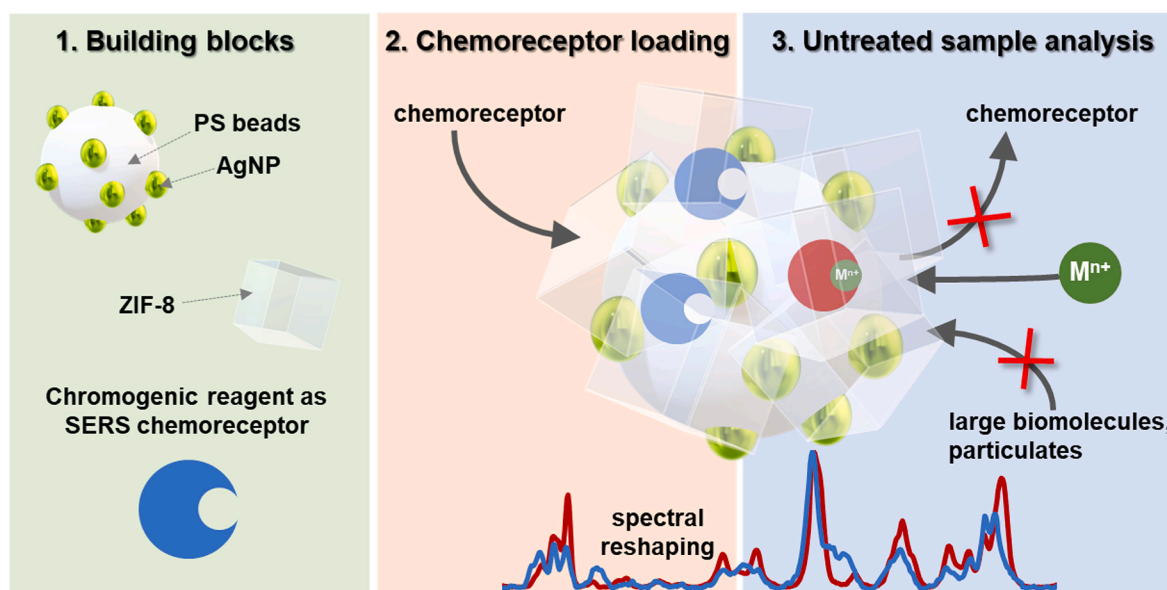 1. Building blocks
PS beads
AgNP
ZIF-8
Chromogenic reagent as
SERS chemoreceptor
2. Chemoreceptor loading
chemoreceptor
spectral
reshaping
3. Untreated sample analysis
chemoreceptor
Mⁿ⁺
Mⁿ⁺
large biomolecules,
particulates